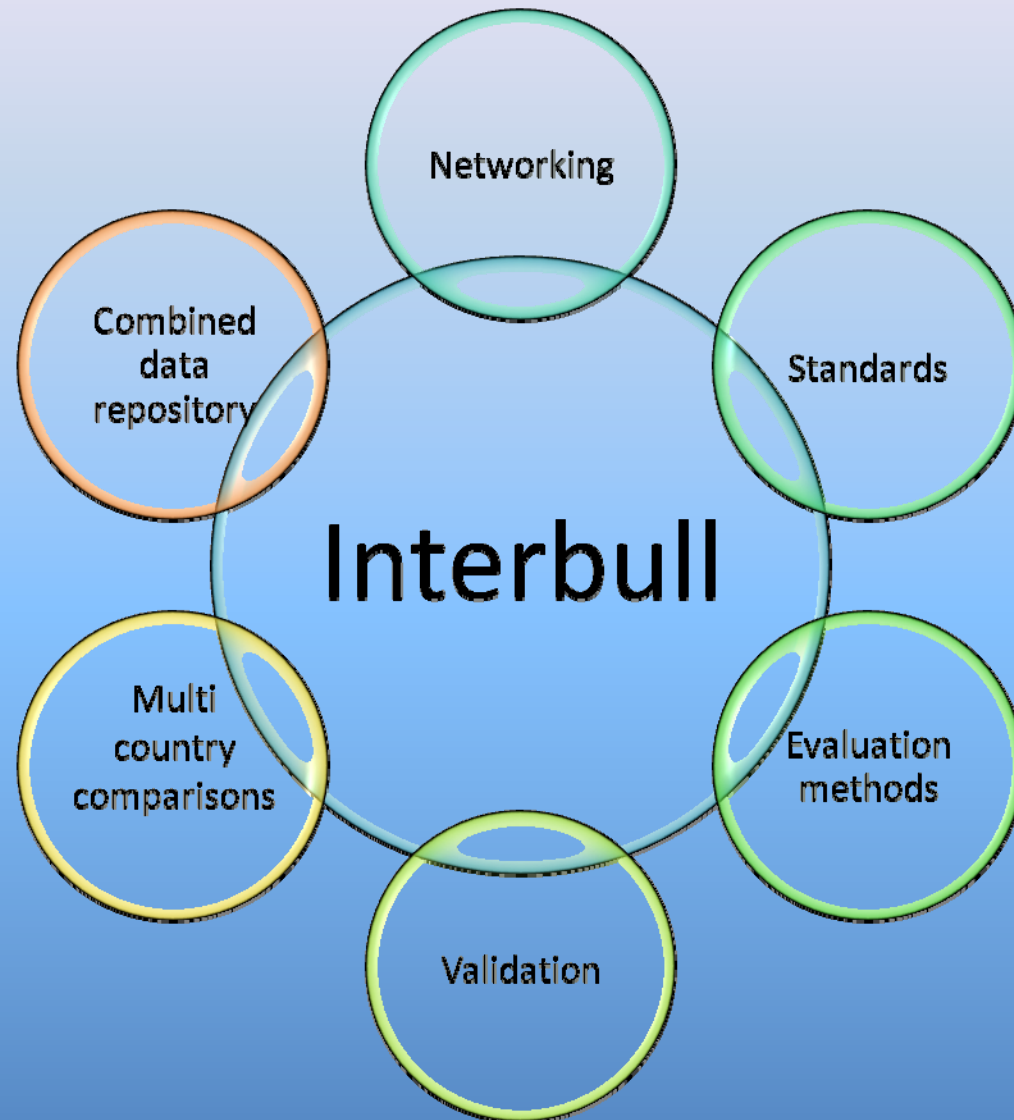 Networking
Combined
data
repository
Standards
Interbull
Multi
country
comparisons
Evaluation
methods
Validation